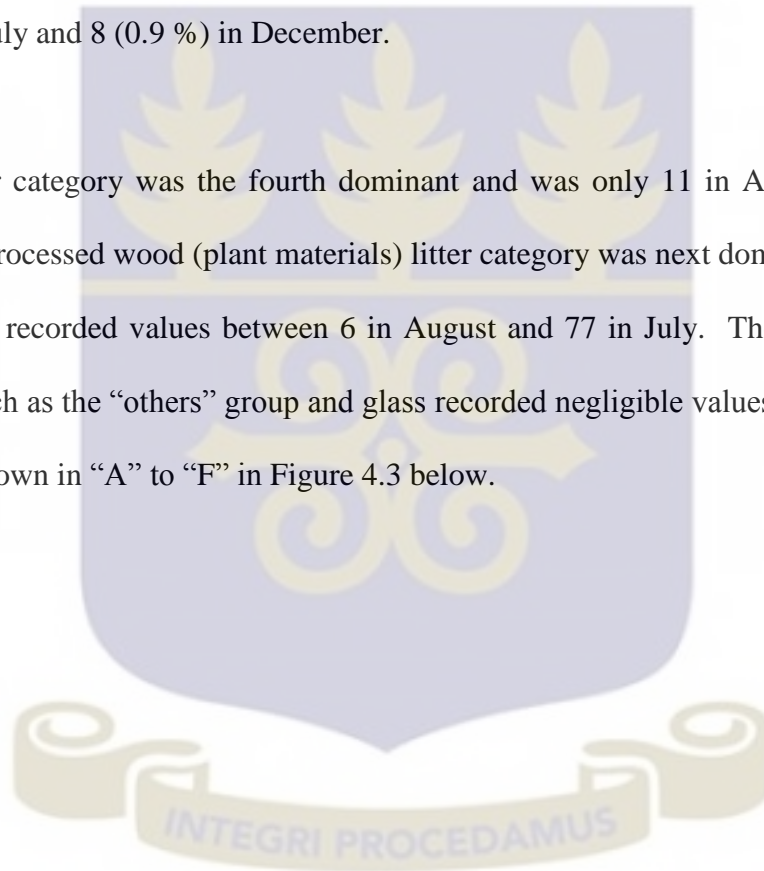 uly and 8 (0.9 %) in December.
category was the fourth dominant and was only 11 in A
rocessed wood (plant materials) litter category was next don
recorded values between 6 in August and 77 in July. Th
ch as the “others” group and glass recorded negligible values
own in “A” to “F” in Figure 4.3 below.
INTEGRI PROCEDAMUS